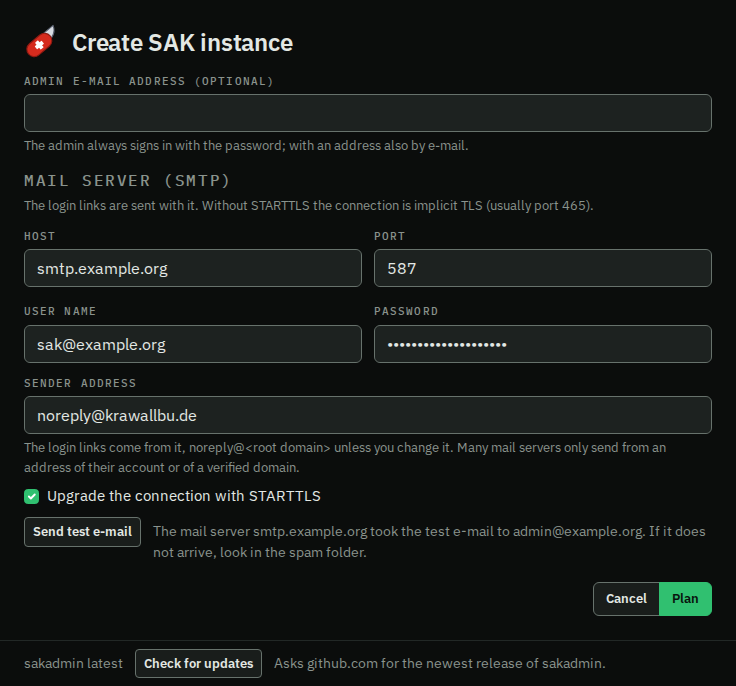 Create SAK instance
ADMIN E-MAIL ADDRESS (OPTIONAL)
The admin always signs in with the password; with an address also by e-mail.
MAIL SERVER (SMTP)
The login links are sent with it. Without STARTTLS the connection is implicit TLS (usually port 465).
HOST
PORT
smtp.example.org
587
USER NAME
PASSWORD
sak@example.org
••••••••••••••••••••
SENDER ADDRESS
noreply@krawallbu.de
The login links come from it, noreply@<root domain> unless you change it. Many mail servers only send from an
address of their account or of a verified domain.
Upgrade the connection with STARTTLS
Send test e-mail
The mail server smtp.example.org took the test e-mail to admin@example.org. If it does
not arrive, look in the spam folder.
Cancel
Plan
sakadmin latest
Check for updates
Asks github.com for the newest release of sakadmin.